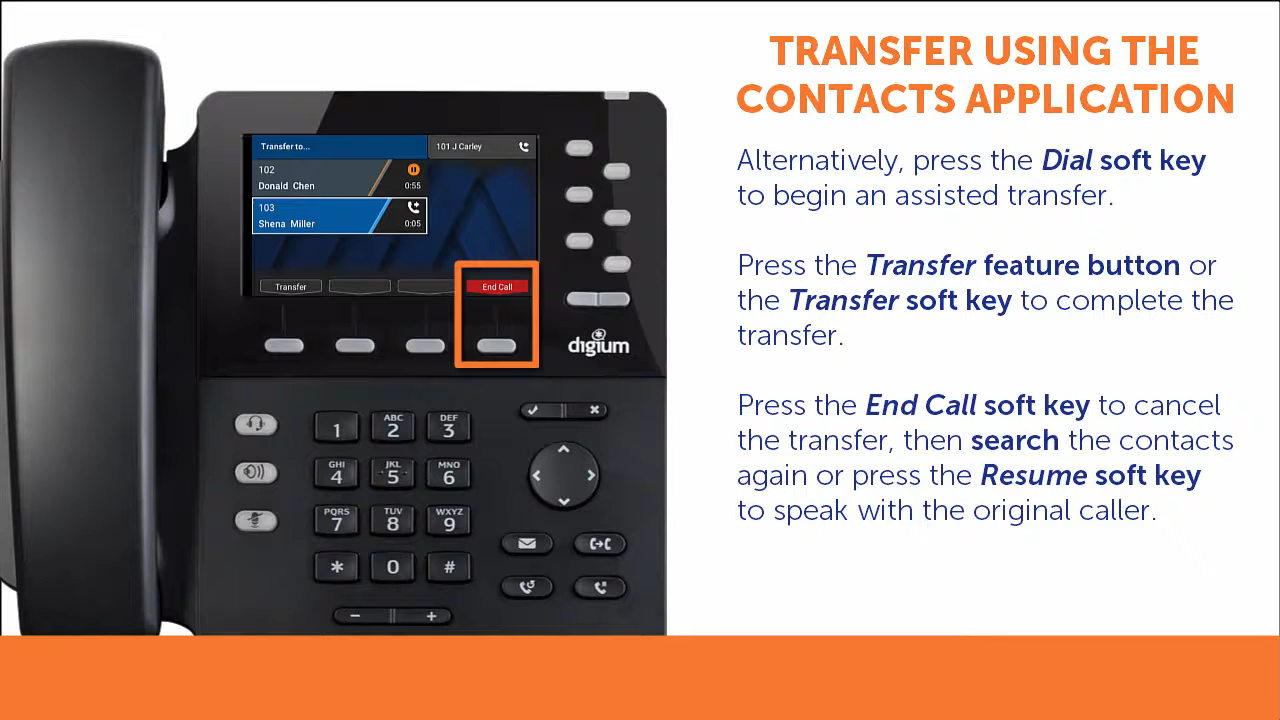 TRANSFER USING THE
CONTACTS APPLICATION
Alternatively, press the Dial soft key
to begin an assisted transfer.
Press the Transfer feature button or
the Transfer soft key to complete the
transfer.
Press the End Call soft key to cancel
the transfer, then search the contacts
again or press the Resume soft key
to speak with the original caller.
Transfer to...
101 J Carley
102
Donald Chen
0:55
103
Shena Miller
0:05
Transfer
End Call
digium
1
ABC
2
DEF
3
GHI
4
JKL
5
MNO
6
PQRS
7
TUV
8
WXYZ
9
*
0
#
− +